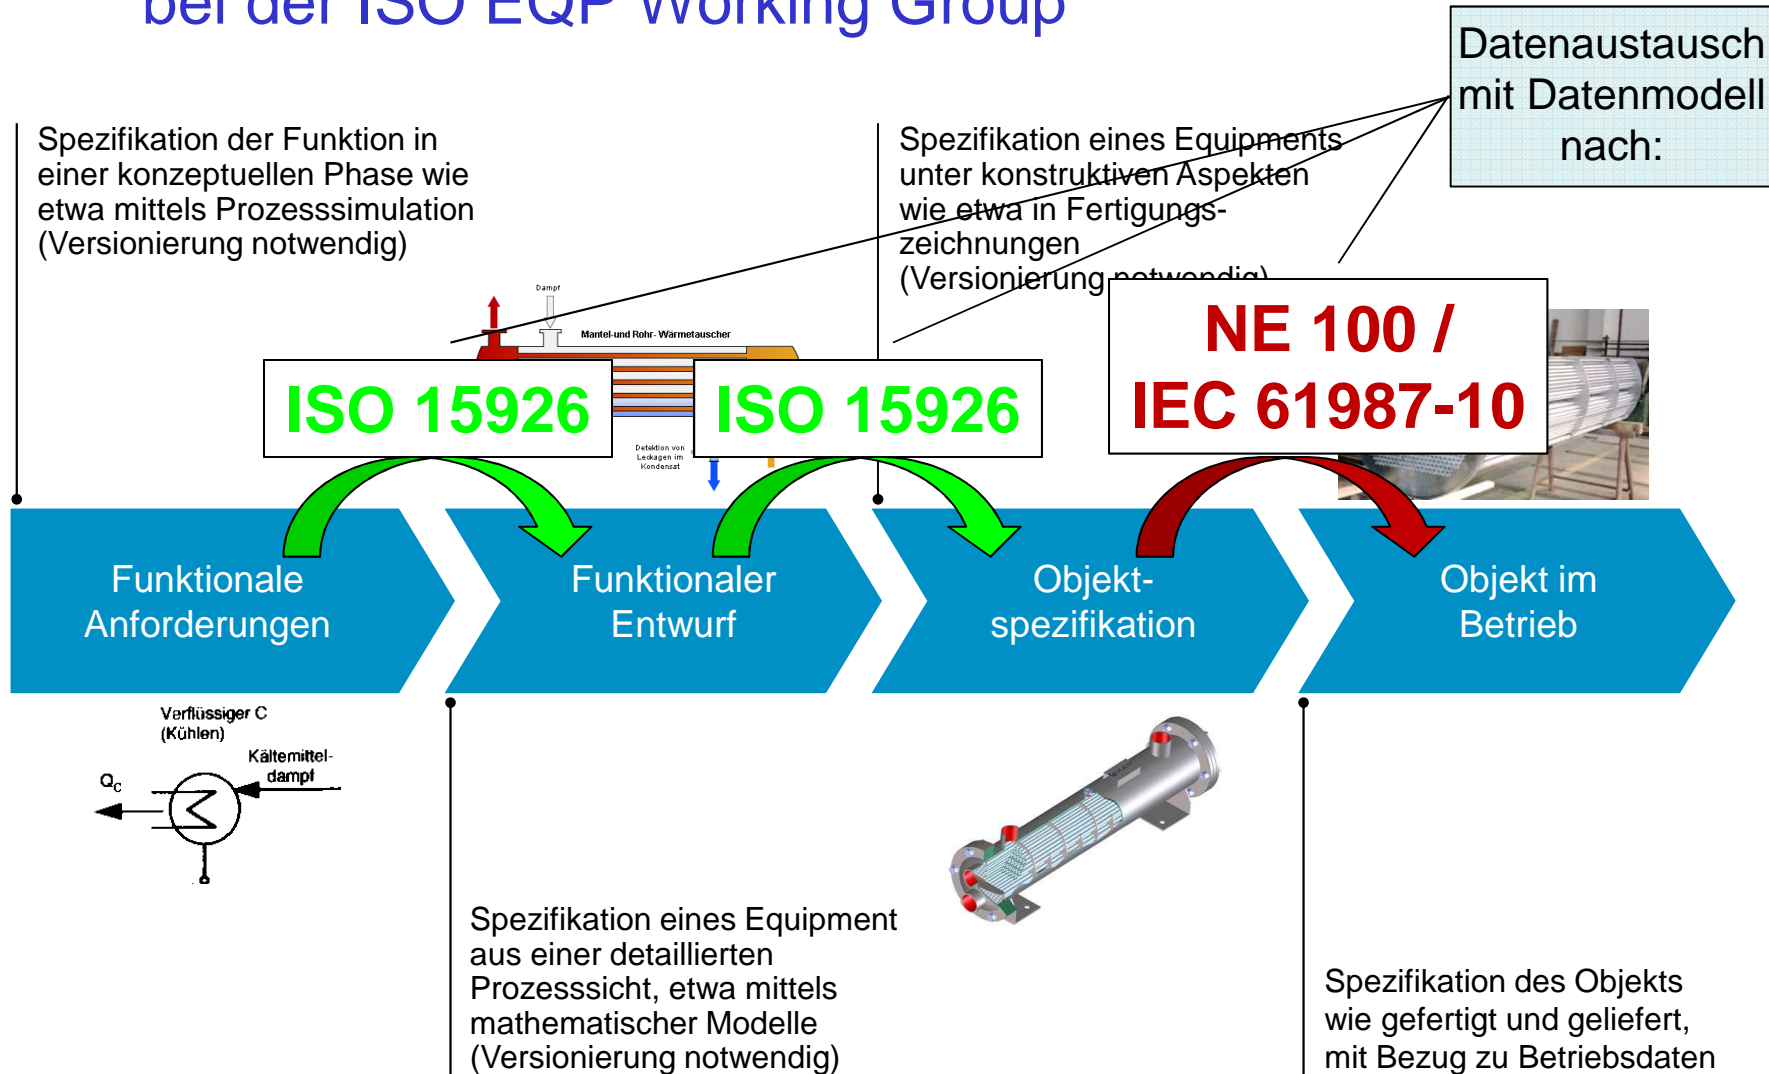 bei der ISO EQP Working Group
Datenaustausch
mit Datenmodell
nach:
Spezifikation der Funktion in
einer konzeptuellen Phase wie
etwa mittels Prozesssimulation
(Versionierung notwendig)
Spezifikation eines Equipments
unter konstruktiven Aspekten
wie etwa in Fertigungs-
zeichnungen
(Versionierung notwendig)
Dampf
Mantel-und Rohr- Wärmetauscher
ISO 15926
ISO 15926
NE 100 /
IEC 61987-10
Detektion von
Leckagen im
Kondensat
Funktionale
Anforderungen
Funktionaler
Entwurf
Objekt-
spezifikation
Objekt im
Betrieb
Verflüssiger C
(Kühlen)
Kältemittel-
dampf
QC
Spezifikation eines Equipment
aus einer detaillierten
Prozesssicht, etwa mittels
mathematischer Modelle
(Versionierung notwendig)
Spezifikation des Objekts
wie gefertigt und geliefert,
mit Bezug zu Betriebsdaten